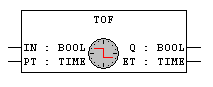 TOF
IN : BOOL Q : BOOL
PT : TIME ET : TIME